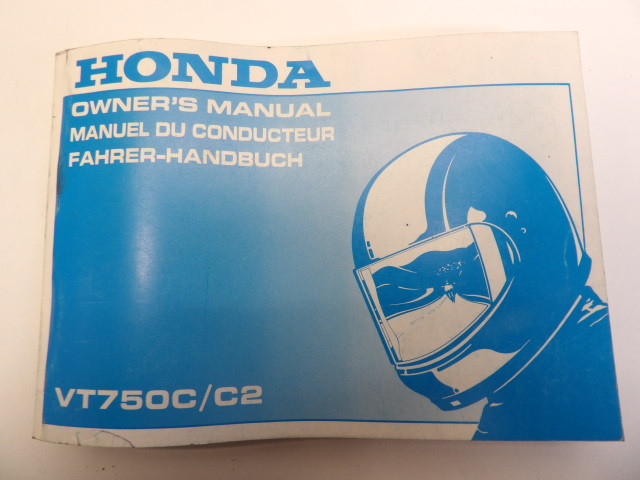 HONDA
OWNER'S MANUAL
MANUEL DU CONDUCTEUR
FAHRER-HANDBUCH
VT750C/C2